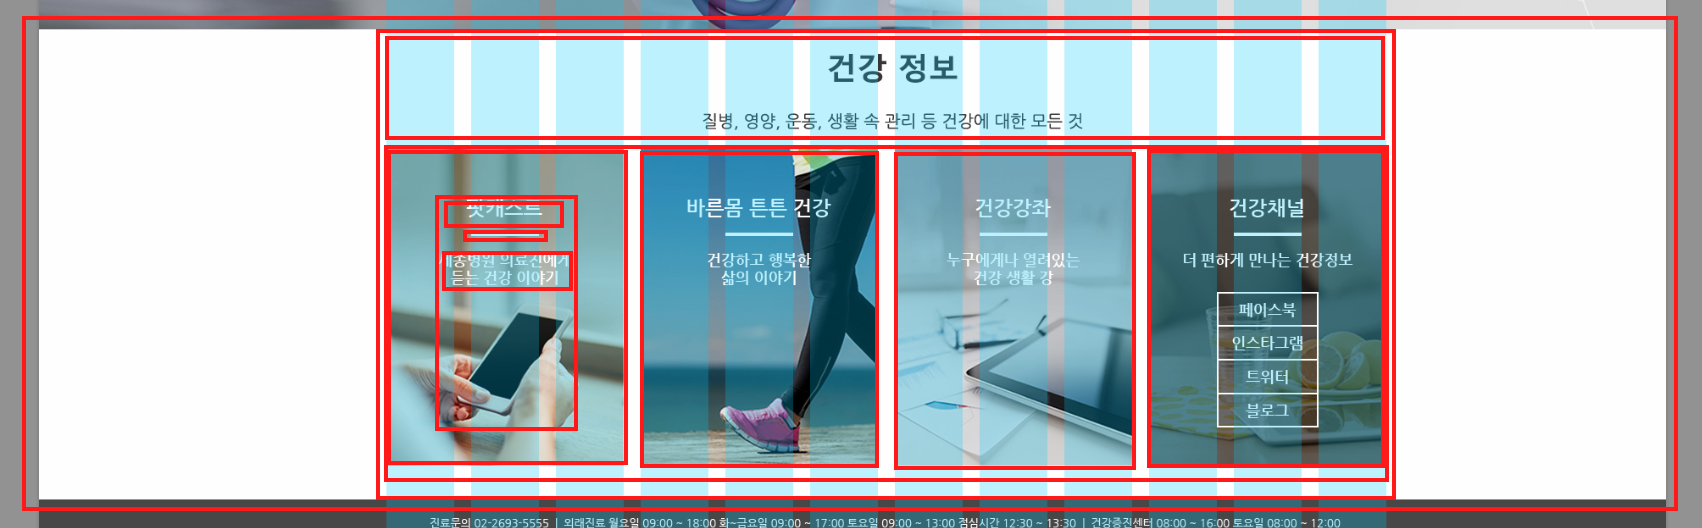 건강 정보
질병, 영양, 운동, 생활 속 관리 등 건강에 대한 모든 것
팟캐스트
세종병원 의료진에게
듣는 건강 이야기
바른몸 튼튼 건강
건강하고 행복한
삶의 이야기
건강강좌
누구에게나 열려있는
건강 생활 강
건강채널
더 편하게 만나는 건강정보
페이스북
인스타그램
트위터
블로그
진료문의 02-2693-5555 | 외래진료 월요일 09:00 ~ 18:00 화~금요일 09:00 ~ 17:00 토요일 09:00 ~ 13:00 점심시간 12:30 ~ 13:30 | 건강증진센터 08:00 ~ 16:00 토요일 08:00 ~ 12:00